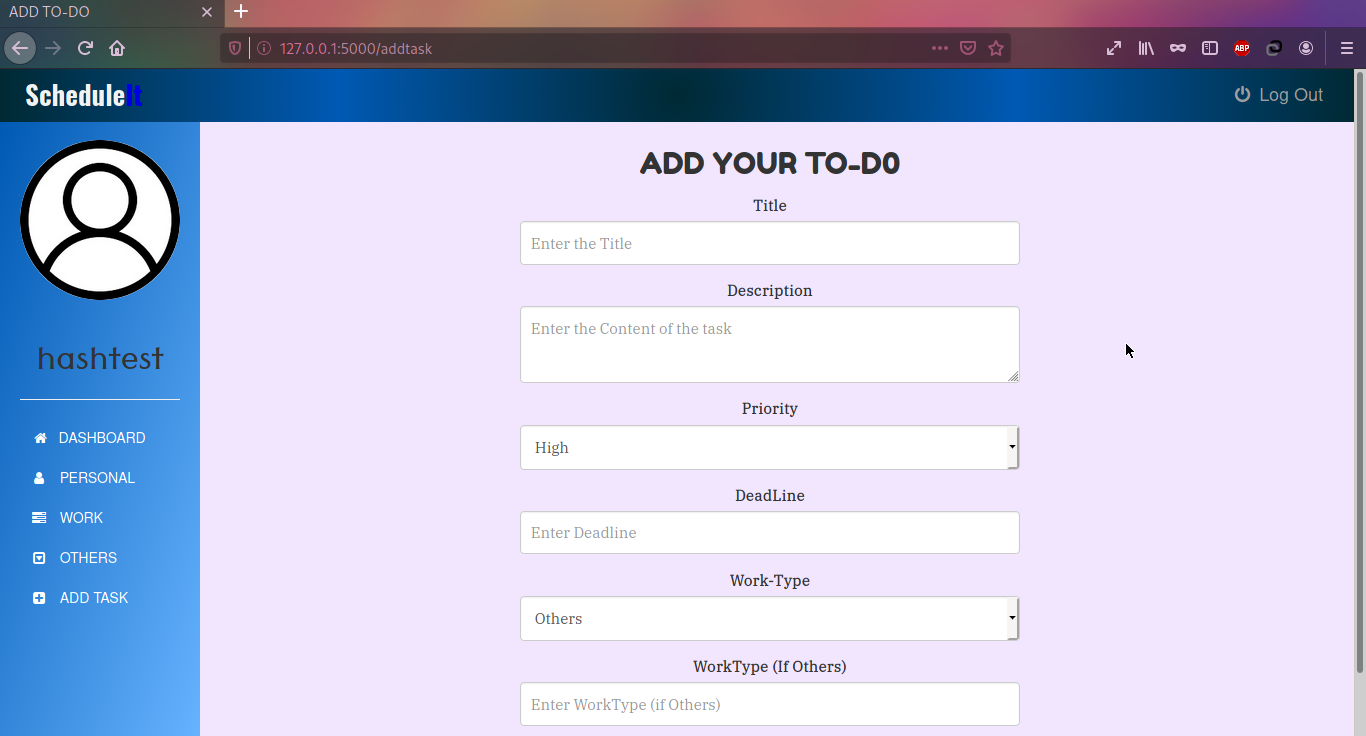 ADD TO-DO
127.0.0.1:5000/addtask
ABP
ScheduleIt
Log Out
hashtest
DASHBOARD
PERSONAL
WORK
OTHERS
ADD TASK
ADD YOUR TO-D0
Title
Enter the Title
Description
Enter the Content of the task
Priority
High
DeadLine
Enter Deadline
Work-Type
Others
WorkType (If Others)
Enter WorkType (if Others)